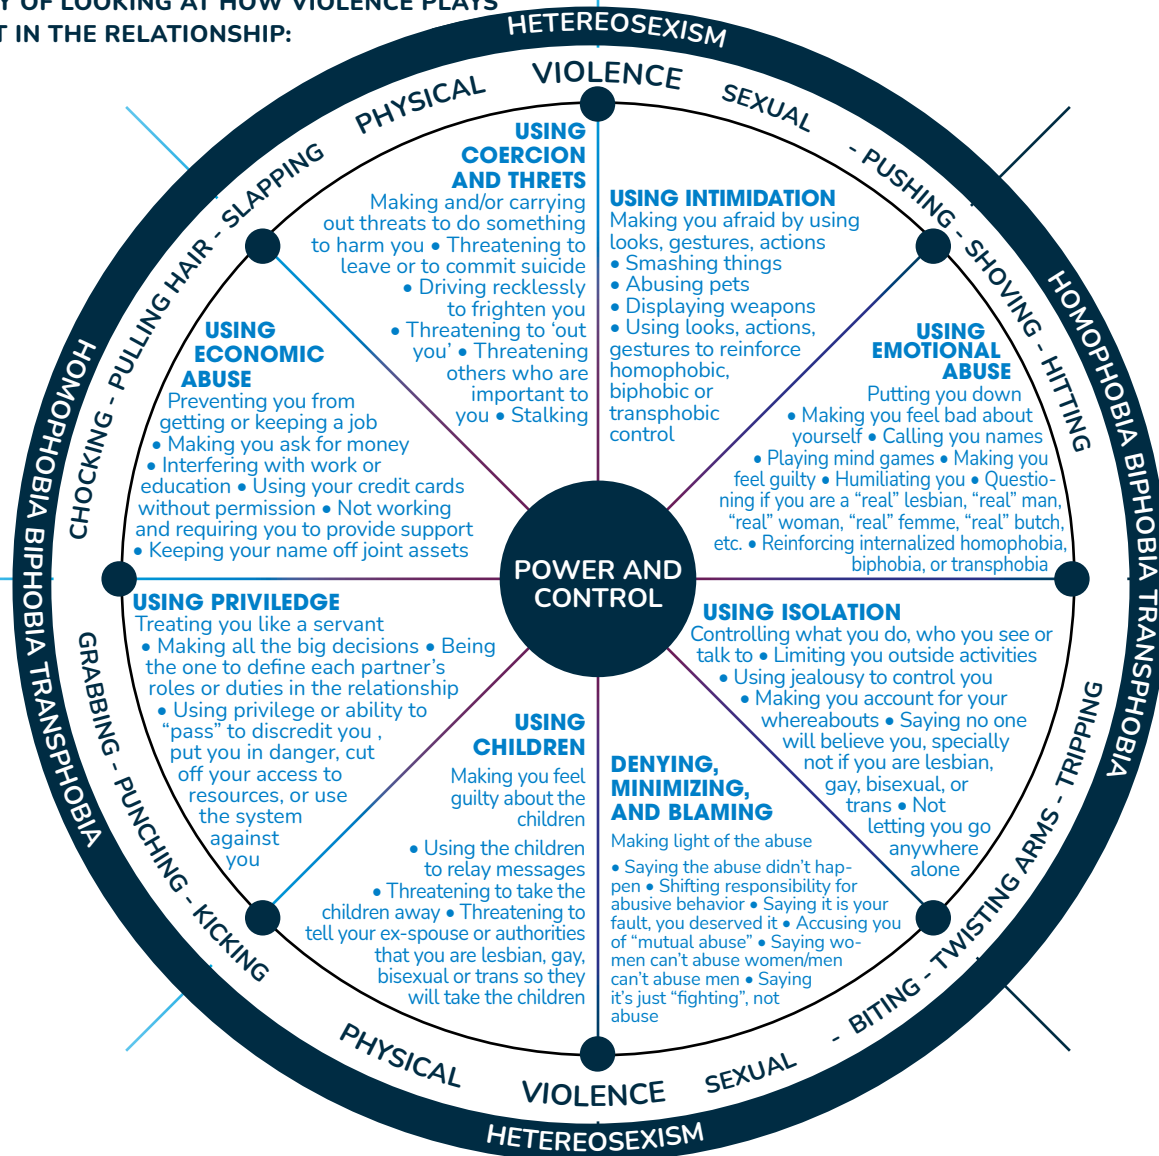 Y OF LOOKING AT HOW VIOLENCE PLAYS
T IN THE RELATIONSHIP:
HETEREOSEXISM
PHYSICAL VIOLENCE SEXUAL
- PUSHING - SHOVING - HITTING
CHOCKING - PULLING HAIR - SLAPPING
HOMOPHOBIA BIPHOBIA TRANSPHOBIA
HOMOPHOBIA BIPHOBIA TRANSPHOBIA
USING
COERCION
AND THRETS
Making and/or carrying
out threats to do something
to harm you • Threatening to
leave or to commit suicide
• Driving recklessly
to frighten you
• Threatening to ‘out
you’ • Threatening
others who are
important to
you • Stalking
USING INTIMIDATION
Making you afraid by using
looks, gestures, actions
• Smashing things
• Abusing pets
• Displaying weapons
• Using looks, actions,
gestures to reinforce
homophobic,
biphobic or
transphobic
control
USING
ECONOMIC
ABUSE
Preventing you from
getting or keeping a job
• Making you ask for money
• Interfering with work or
education • Using your credit cards
without permission • Not working
and requiring you to provide support
• Keeping your name off joint assets
USING
EMOTIONAL
ABUSE
Putting you down
• Making you feel bad about
yourself • Calling you names
• Playing mind games • Making you
feel guilty • Humiliating you • Questio-
ning if you are a “real” lesbian, “real” man,
“real” woman, “real” femme, “real” butch,
etc. • Reinforcing internalized homophobia,
biphobia, or transphobia
POWER AND
CONTROL
USING PRIVILEDGE
Treating you like a servant
• Making all the big decisions • Being
the one to define each partner’s
roles or duties in the relationship
• Using privilege or ability to
“pass” to discredit you ,
put you in danger, cut
off your access to
resources, or use
the system
against
you
USING ISOLATION
Controlling what you do, who you see or
talk to • Limiting you outside activities
• Using jealousy to control you
• Making you account for your
whereabouts • Saying no one
will believe you, specially
not if you are lesbian,
gay, bisexual, or
trans • Not
letting you go
anywhere
alone
USING
CHILDREN
Making you feel
guilty about the
children
• Using the children
to relay messages
• Threatening to take the
children away • Threatening to
tell your ex-spouse or authorities
that you are lesbian, gay,
bisexual or trans so they
will take the children
DENYING,
MINIMIZING,
AND BLAMING
Making light of the abuse
• Saying the abuse didn’t hap-
pen • Shifting responsibility for
abusive behavior • Saying it is your
fault, you deserved it • Accusing you
of “mutual abuse” • Saying wo-
men can’t abuse women/men
can’t abuse men • Saying
it’s just “fighting”, not
abuse
GRABBING - PUNCHING - KICKING
- BITING - TWISTING ARMS - TRIPPING
PHYSICAL VIOLENCE SEXUAL
HETEREOSEXISM